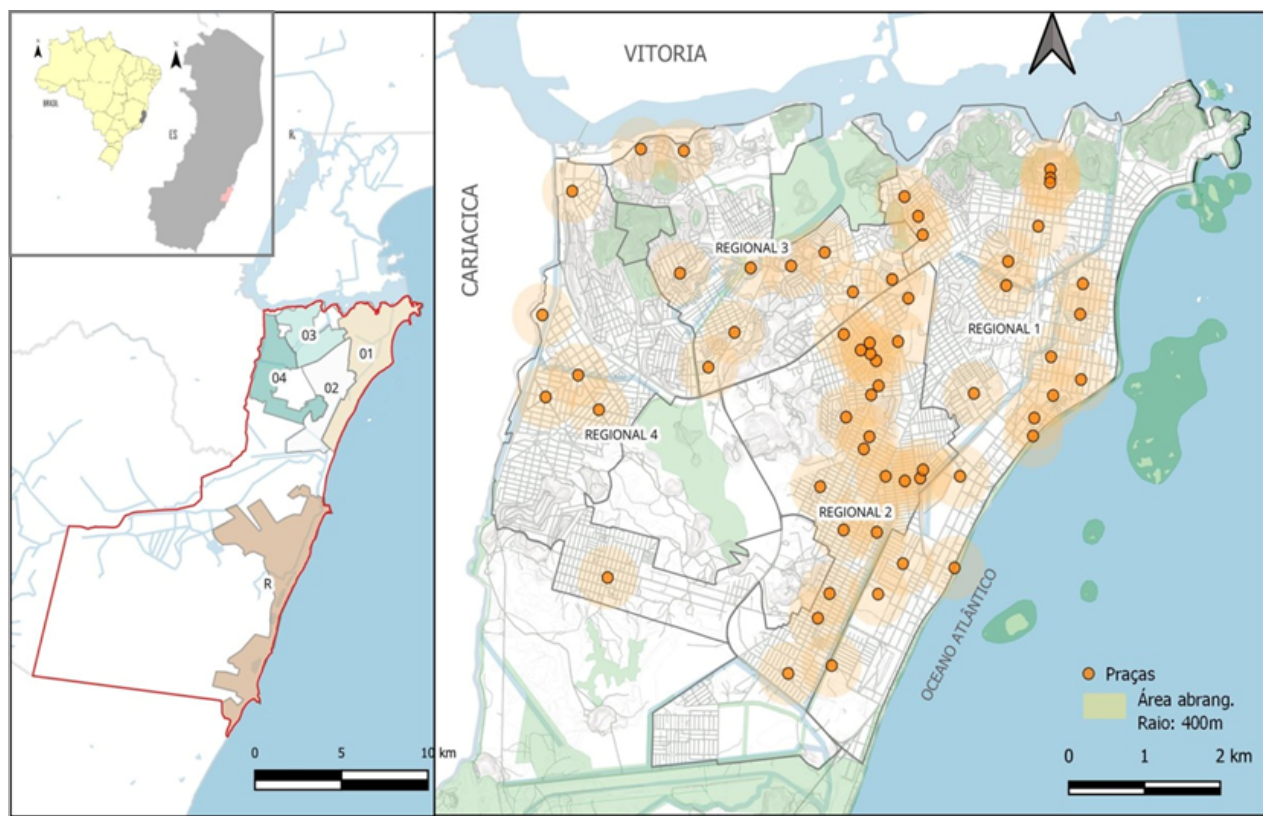 N
N
BRASIL
ES
R.
03
01
04
02
R
0
5
10 km
VITORIA
CARIACICA
REGIONAL 3
REGIONAL 1
REGIONAL 4
REGIONAL 2
OCEANO ATLÂNTICO
Praças
Área abrang.
Raio: 400m
0
1
2 km